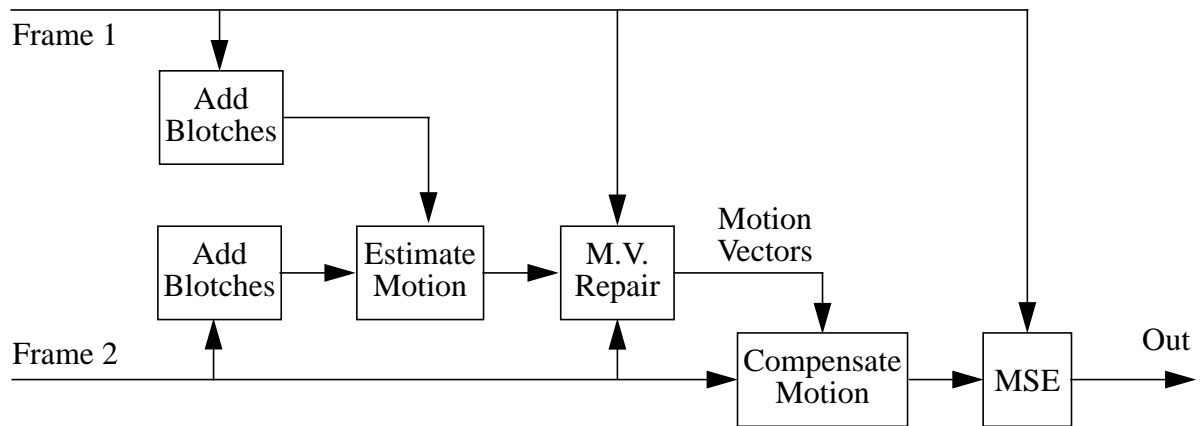 Frame 1
Add
Blotches
Add
Blotches
Estimate
Motion
M.V.
Repair
Motion
Vectors
Frame 2
Compensate
Motion
MSE
Out